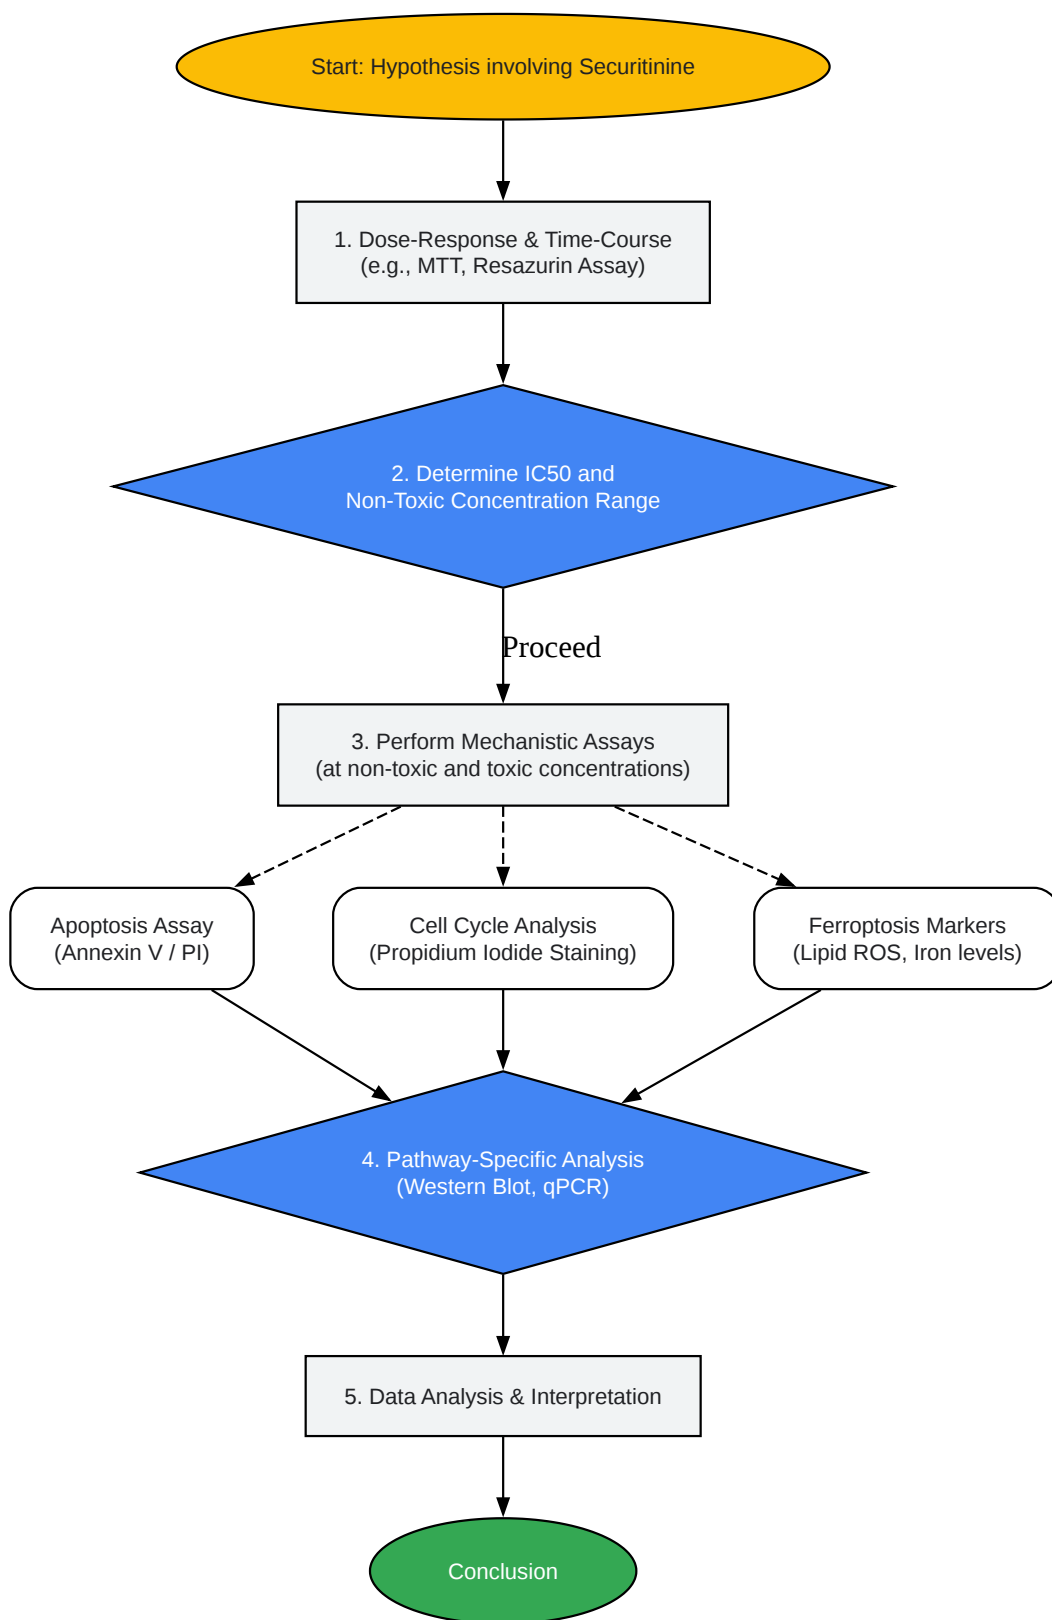 Start: Hypothesis involving Securitinine
1. Dose-Response & Time-Course
(e.g., MTT, Resazurin Assay)
2. Determine IC50 and
Non-Toxic Concentration Range
Proceed
3. Perform Mechanistic Assays
(at non-toxic and toxic concentrations)
Apoptosis Assay
(Annexin V / PI)
Cell Cycle Analysis
(Propidium Iodide Staining)
Ferroptosis Markers
(Lipid ROS, Iron levels)
4. Pathway-Specific Analysis
(Western Blot, qPCR)
5. Data Analysis & Interpretation
Conclusion